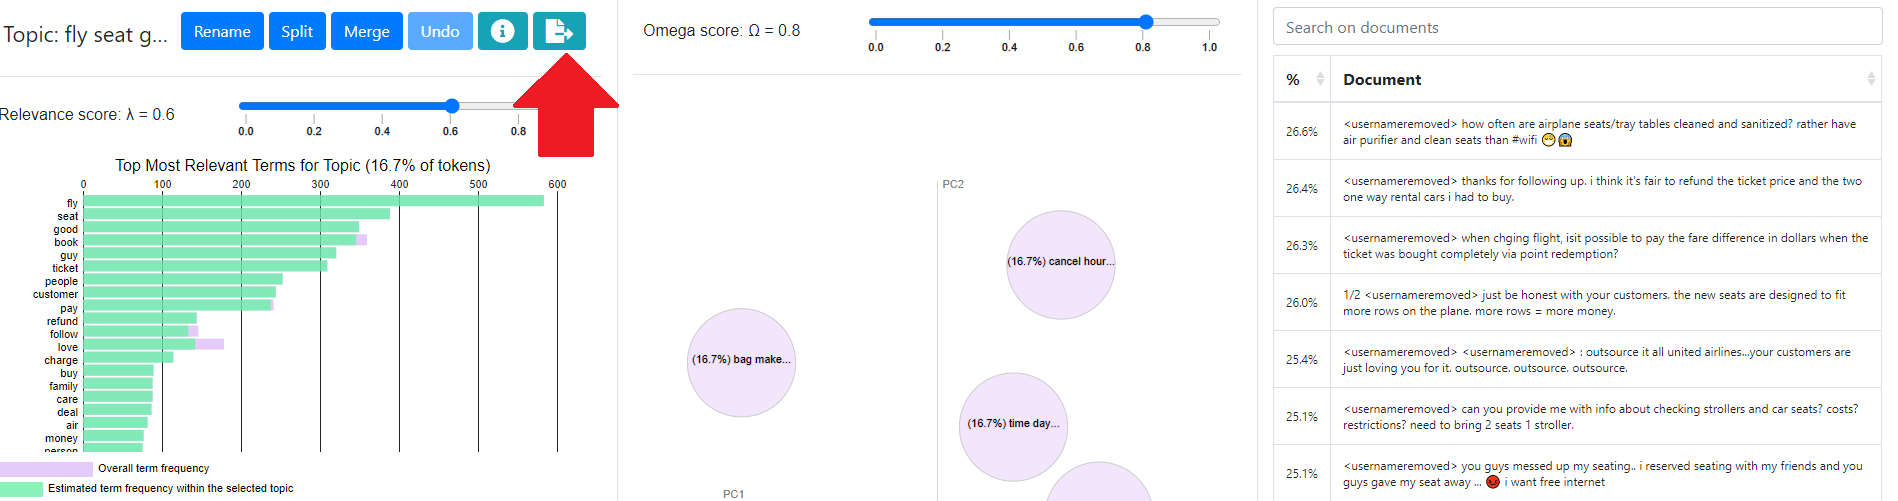 Topic: fly seat g...
Rename
Split
Merge
Undo
Relevance score: λ = 0.6
0.0 0.2 0.4 0.6 0.8
Top Most Relevant Terms for Topic (16.7% of tokens)
0 100 200 300 400 500 600
fly
seat
good
book
guy
ticket
people
customer
pay
refund
follow
love
charge
buy
family
care
deal
air
money
person
Overall term frequency
Estimated term frequency within the selected topic
Omega score: Ω = 0.8
0.0 0.2 0.4 0.6 0.8 1.0
PC2
(16.7%) cancel hour...
(16.7%) bag make...
(16.7%) time day...
PC1
Search on documents
% Document
26.6% <usernameremoved> how often are airplane seats/tray tables cleaned and sanitized? rather have
air purifier and clean seats than #wifi 😷😱
26.4% <usernameremoved> thanks for following up. i think it's fair to refund the ticket price and the two
one way rental cars i had to buy.
26.3% <usernameremoved> when chging flight, isit possible to pay the fare difference in dollars when the
ticket was bought completely via point redemption?
26.0% 1/2 <usernameremoved> just be honest with your customers. the new seats are designed to fit
more rows on the plane. more rows = more money.
25.4% <usernameremoved> <usernameremoved> : outsource it all united airlines...your customers are
just loving you for it. outsource. outsource. outsource.
25.1% <usernameremoved> can you provide me with info about checking strollers and car seats? costs?
restrictions? need to bring 2 seats 1 stroller.
25.1% <usernameremoved> you guys messed up my seating.. i reserved seating with my friends and you
guys gave my seat away ... 😡 i want free internet